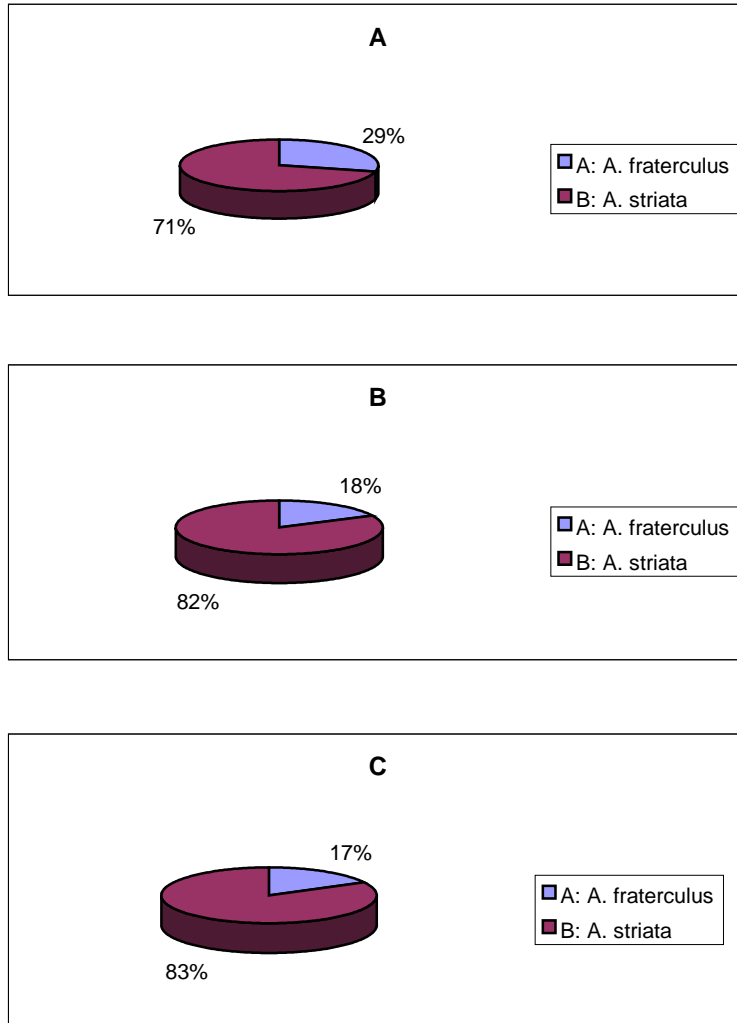 A
29%
A: A. fraterculus
B: A. striata
71%
B
18%
A: A. fraterculus
B: A. striata
82%
C
17%
A: A. fraterculus
B: A. striata
83%